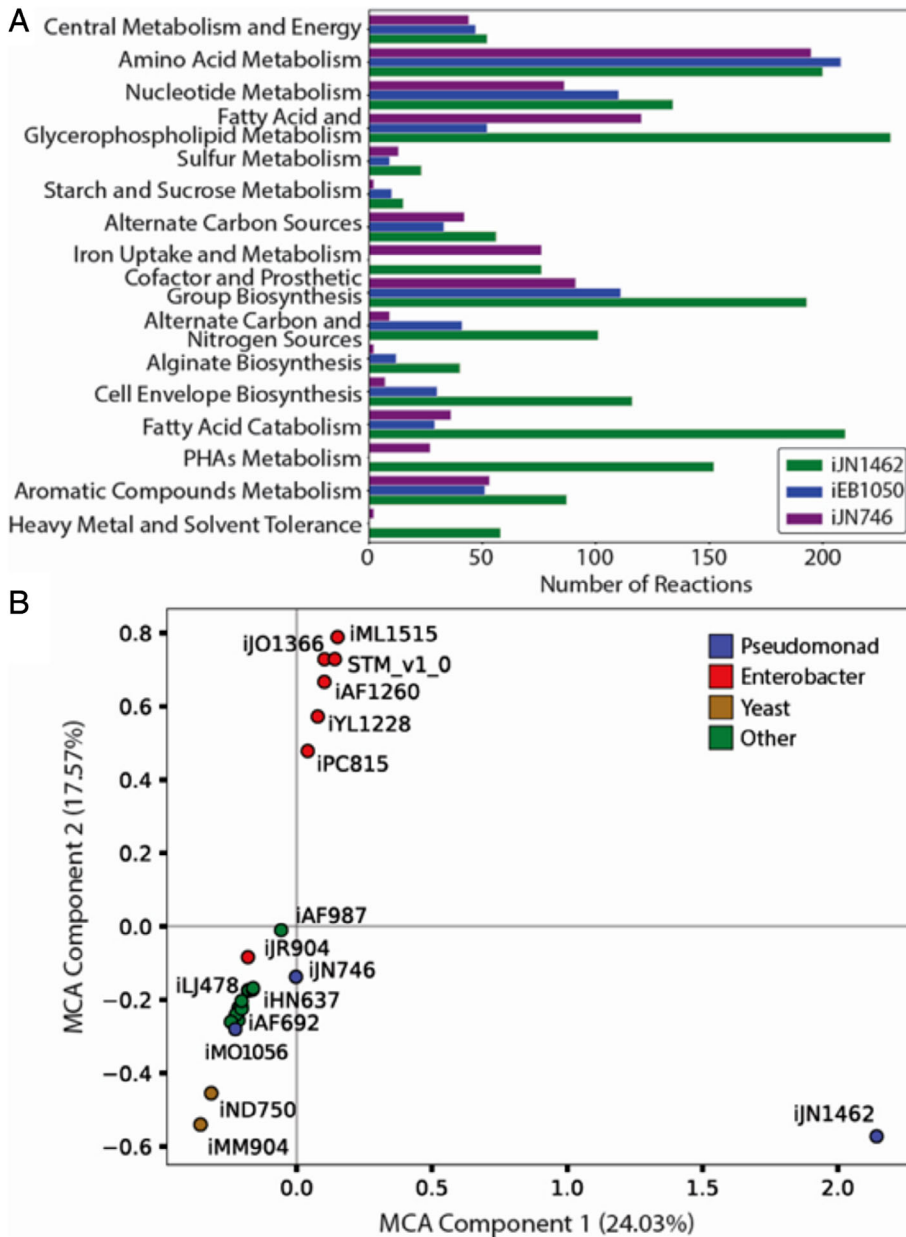 A
Central Metabolism and Energy
Amino Acid Metabolism
Nucleotide Metabolism
Fatty Acid and
Glycerophospholipid Metabolism
Sulfur Metabolism
Starch and Sucrose Metabolism
Alternate Carbon Sources
Iron Uptake and Metabolism
Cofactor and Prosthetic
Group Biosynthesis
Alternate Carbon and
Nitrogen Sources
Alginate Biosynthesis
Cell Envelope Biosynthesis
Fatty Acid Catabolism
PHAs Metabolism
Aromatic Compounds Metabolism
Heavy Metal and Solvent Tolerance
iJN1462
iEB1050
iJN746
0 50 100 150 200
Number of Reactions
B
MCA Component 2 (17.57%)
0.8
0.6
0.4
0.2
0.0
−0.2
−0.4
−0.6
iJO1366
iML1515
STM_v1_0
iAF1260
iYL1228
iPC815
Pseudomonad
Enterobacter
Yeast
Other
iAF987
iJR904
iJN746
iLJ478
iHN637
iAF692
iMO1056
iND750
iMM904
iJN1462
0.0 0.5 1.0 1.5 2.0
MCA Component 1 (24.03%)